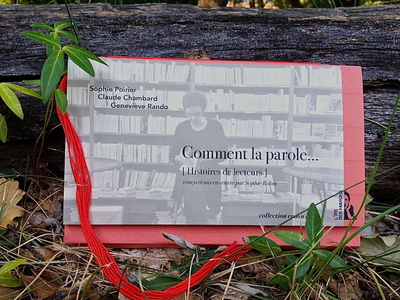 Sophie Poirier
Claude Chambard
Geneviève Rando
Comment la parole...
[ Histoires de lecteurs ]
conçu et mis en œuvre par Sophie Robin
collection